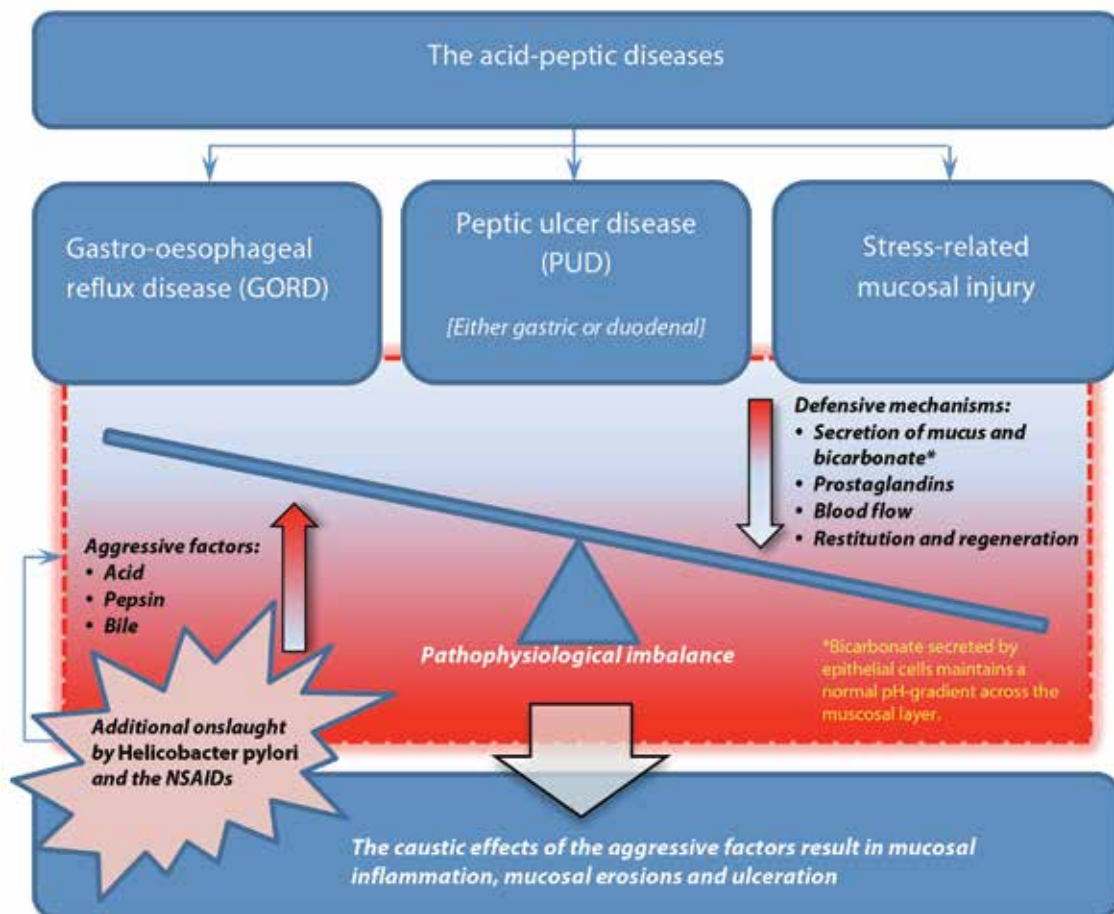 The acid-peptic diseases
Gastro-oesophageal
reflux disease (GORD)
Peptic ulcer disease
(PUD)
[Either gastric or duodenal]
Stress-related
mucosal injury
Defensive mechanisms:
• Secretion of mucus and
bicarbonate*
• Prostaglandins
• Blood flow
• Restitution and regeneration
Aggressive factors:
• Acid
• Pepsin
• Bile
Pathophysiological imbalance
*Bicarbonate secreted by
epithelial cells maintains a
normal pH-gradient across the
muscosal layer.
Additional onslaught
by Helicobacter pylori
and the NSAIDs
The caustic effects of the aggressive factors result in mucosal
inflammation, mucosal erosions and ulceration